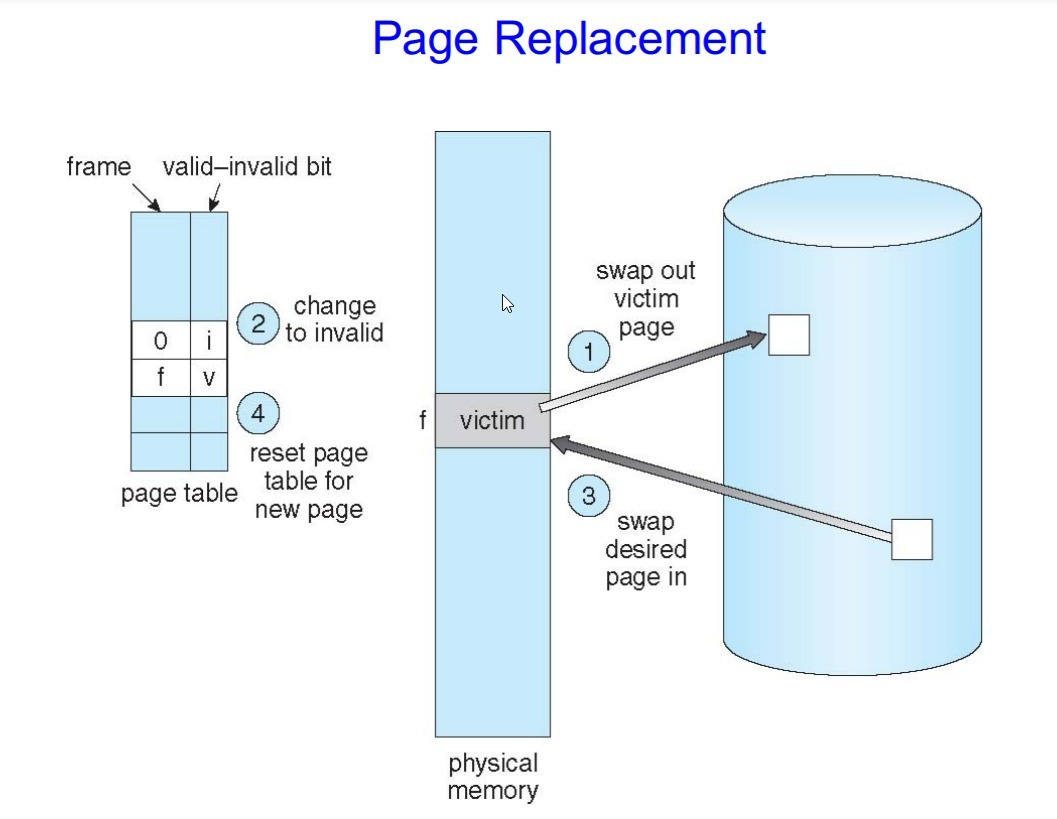 Page Replacement
frame
valid–invalid bit
0
i
f
v
2
change
to invalid
4
reset page
table for
new page
page table
f
victim
physical
memory
1
swap out
victim
page
3
swap
desired
page in